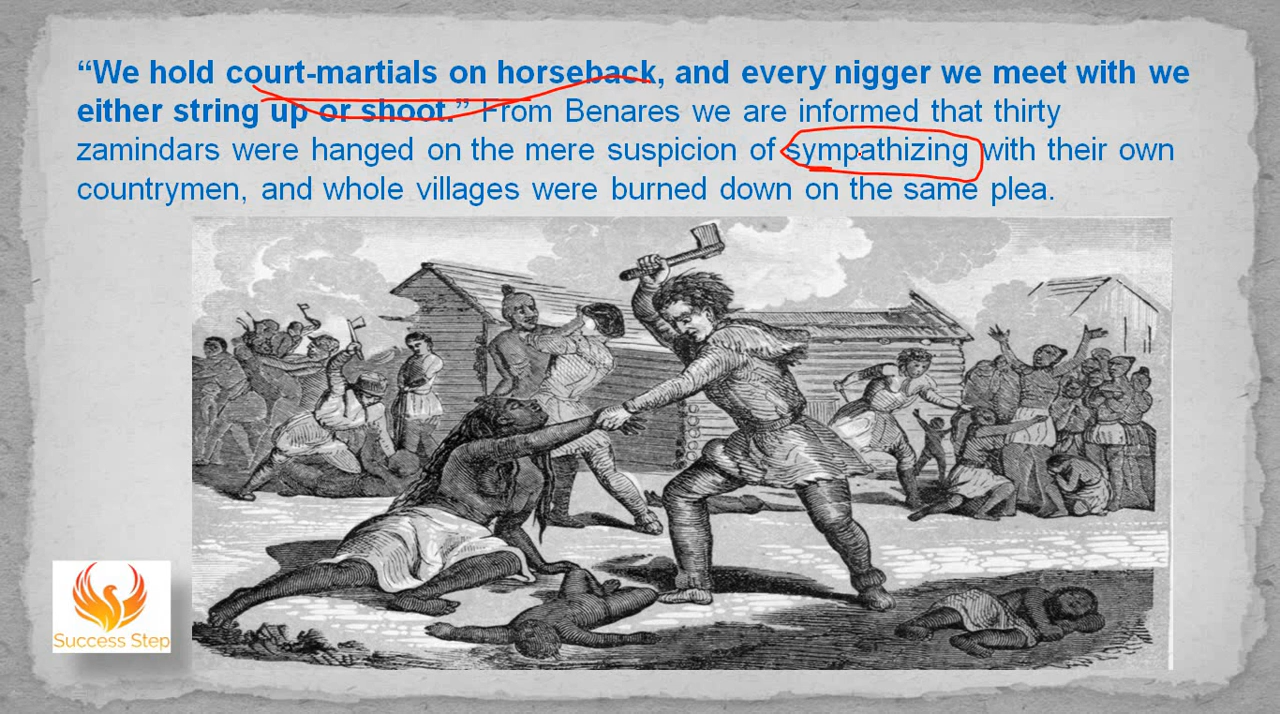 “We hold court-martials on horseback, and every nigger we meet with we
either string up or shoot.” From Benares we are informed that thirty
zamindars were hanged on the mere suspicion of sympathizing with their own
countrymen, and whole villages were burned down on the same plea.
Success Step